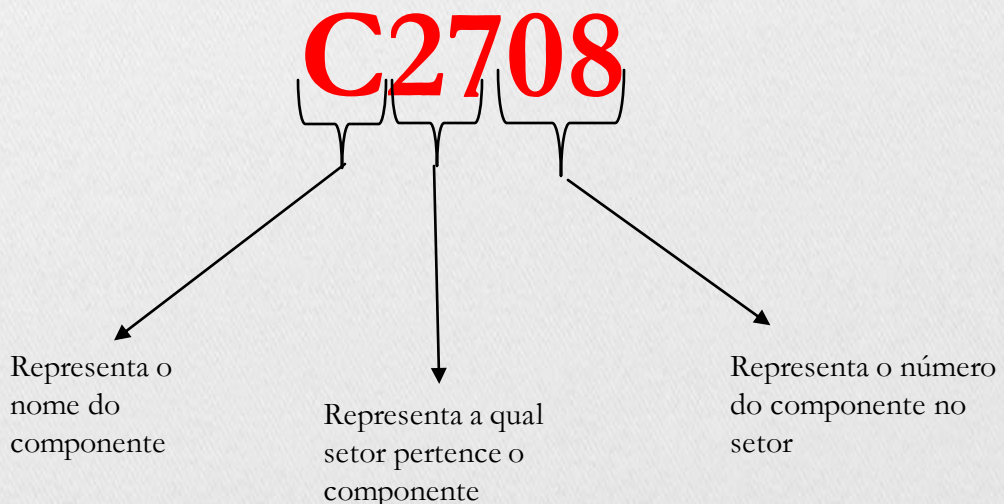 C2708
Representa o
nome do
componente
Representa a qual
setor pertence o
componente
Representa o número
do componente no
setor